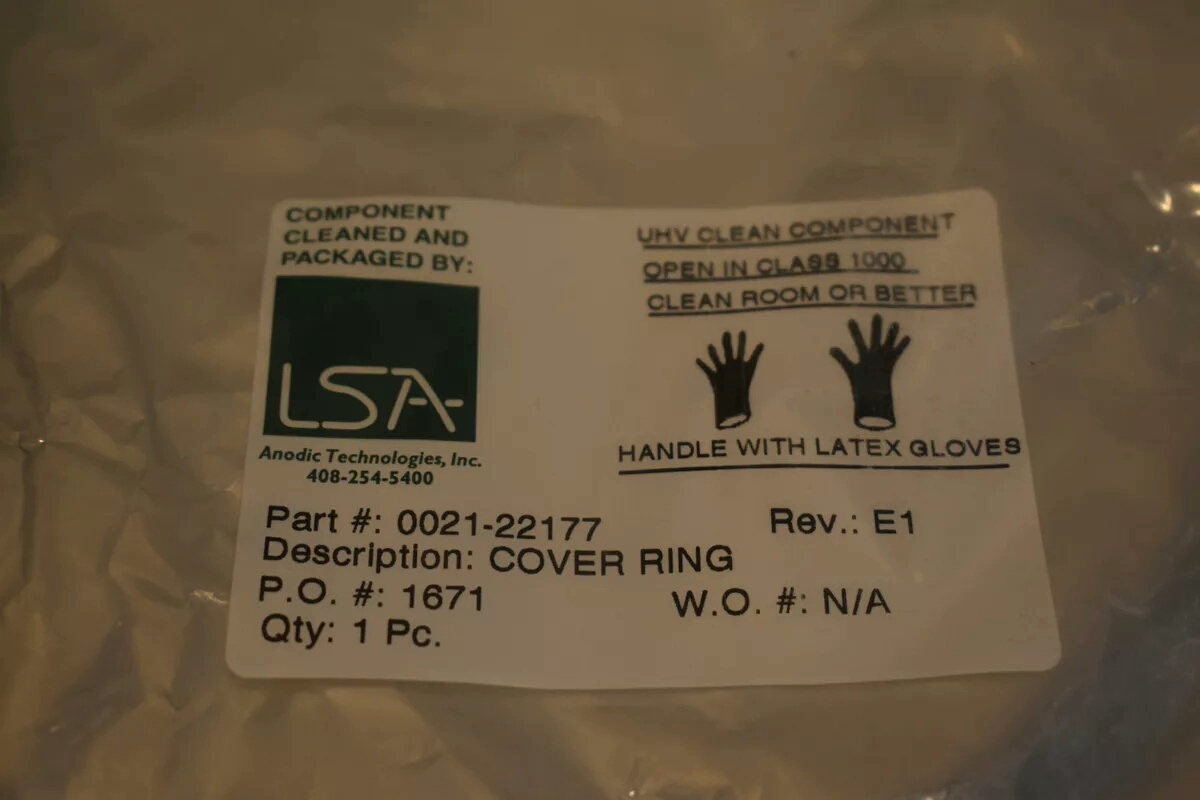 COMPONENT
CLEANED AND
PACKAGED BY:
LSA
Anodic Technologies, Inc.
408-254-5400
UHV CLEAN COMPONENT
OPEN IN CLASS 1000
CLEAN ROOM OR BETTER
HANDLE WITH LATEX GLOVES
Part #: 0021-22177 Rev.: E1
Description: COVER RING
P.O. #: 1671 W.O. #: N/A
Qty: 1 Pc.